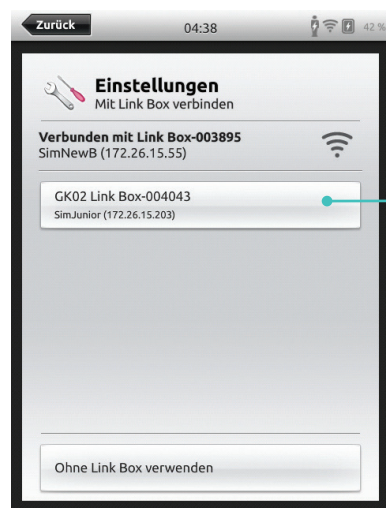 Zurück 04:38 42 %
Einstellungen
Mit Link Box verbinden
Verbunden mit Link Box-003895
SimNewB (172.26.15.55)
GK02 Link Box-004043
SimJunior (172.26.15.203)
Ohne Link Box verwenden